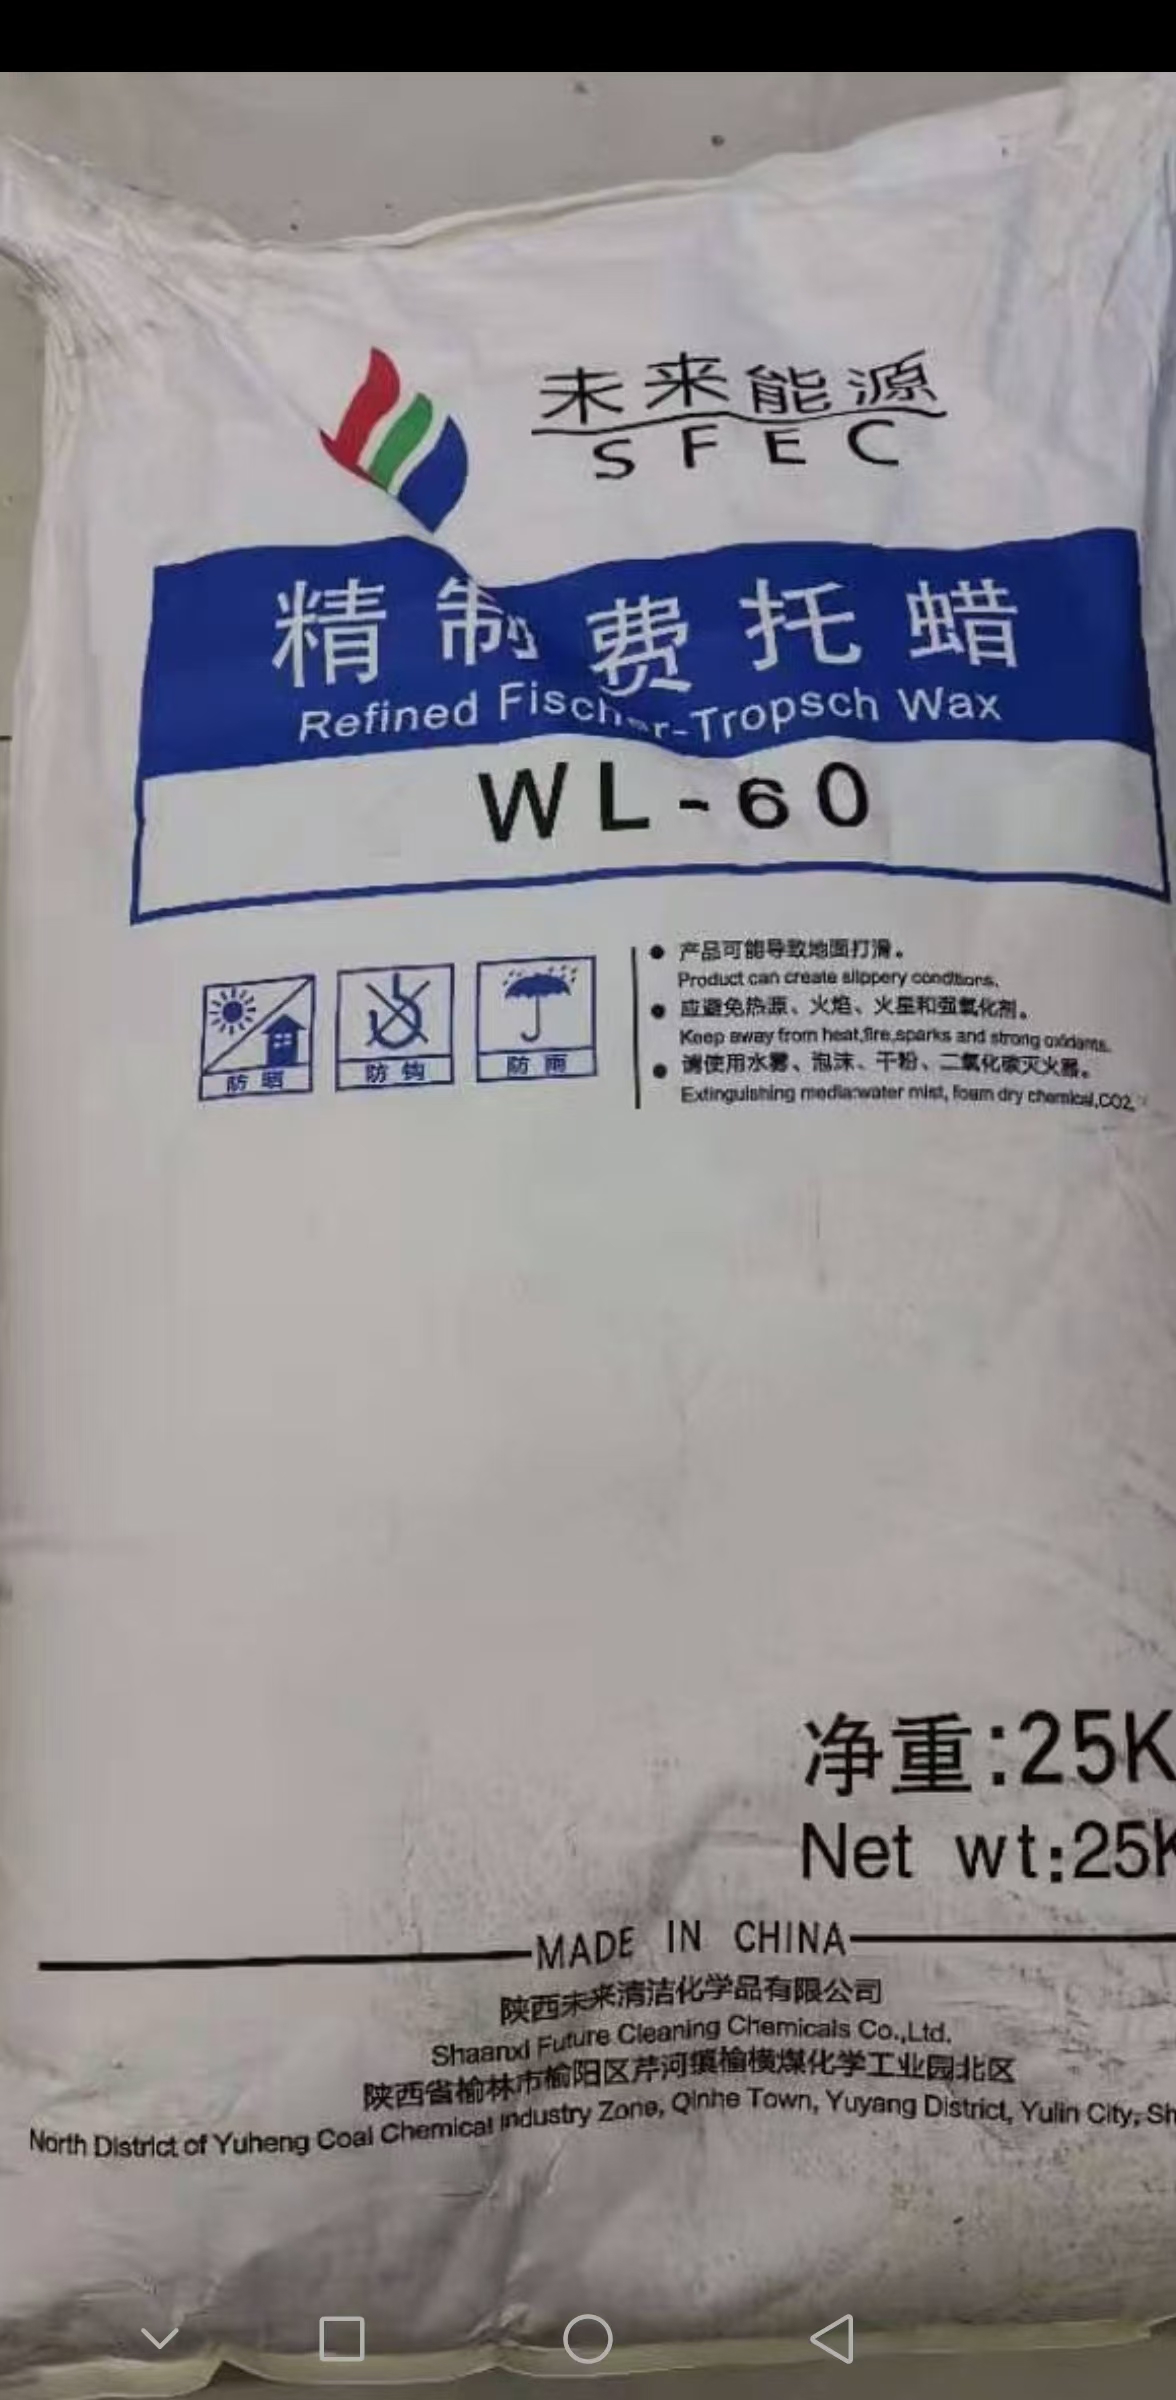 未来能源
SFEC
精制费托蜡
Refined Fischer-Tropsch Wax
WL-60
防晒
防钩
防雨
● 产品可能导致地面打滑。
Product can create slippery conditions.
● 应避免热源、火焰、火星和强氧化剂。
Keep away from heat,fire,sparks and strong oxidants.
● 请使用水雾、泡沫、干粉、二氧化碳灭火器。
Extinguishing media:water mist, foam dry chemical,CO2.
净重:25K
Net wt:25K
MADE IN CHINA
陕西未来清洁化学品有限公司
Shaanxi Future Cleaning Chemicals Co.,Ltd.
陕西省榆林市榆阳区芹河镇榆横煤化学工业园北区
North District of Yuheng Coal Chemical Industry Zone, Qinhe Town, Yuyang District, Yulin City, Sh